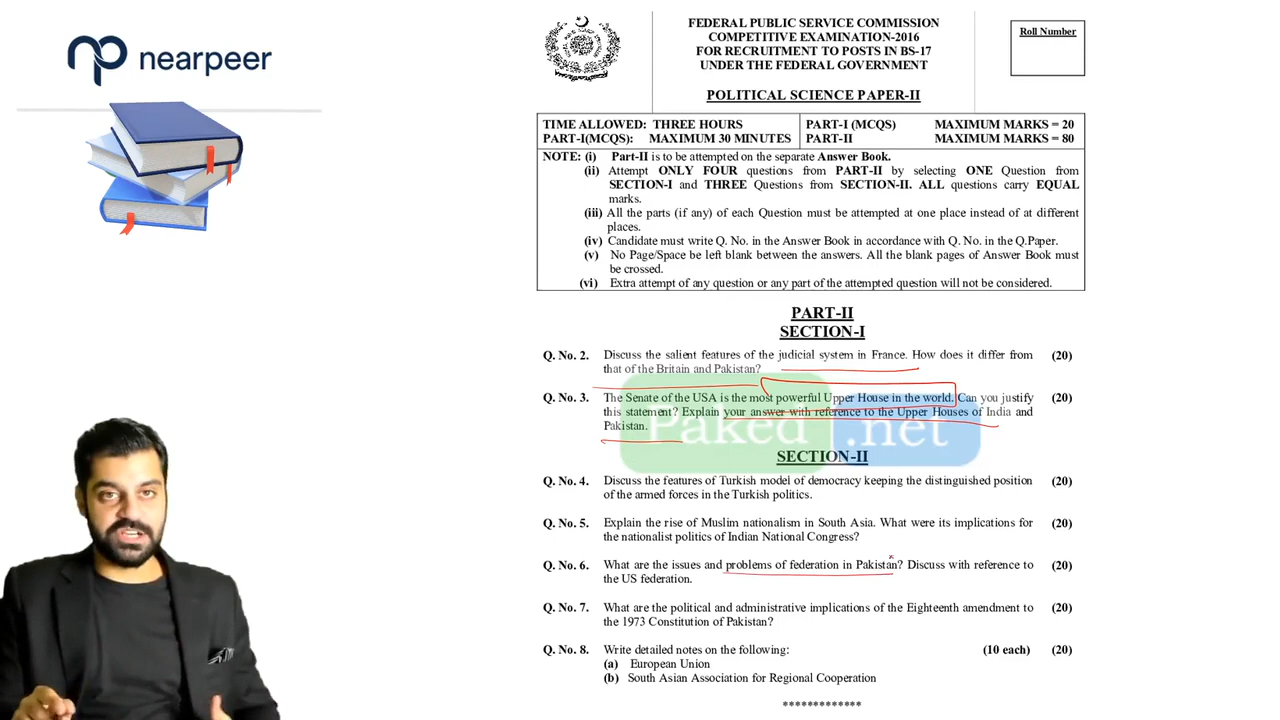 nearpeer
FEDERAL PUBLIC SERVICE COMMISSION
COMPETITIVE EXAMINATION-2016
FOR RECRUITMENT TO POSTS IN BS-17
UNDER THE FEDERAL GOVERNMENT
Roll Number
POLITICAL SCIENCE PAPER-II
TIME ALLOWED: THREE HOURS PART-I (MCQS) MAXIMUM MARKS = 20
PART-I(MCQS): MAXIMUM 30 MINUTES PART-II MAXIMUM MARKS = 80
NOTE: (i) Part-II is to be attempted on the separate Answer Book.
(ii) Attempt ONLY FOUR questions from PART-II by selecting ONE Question from
SECTION-I and THREE Questions from SECTION-II. ALL questions carry EQUAL
marks.
(iii) All the parts (if any) of each Question must be attempted at one place instead of at different
places.
(iv) Candidate must write Q. No. in the Answer Book in accordance with Q. No. in the Q.Paper.
(v) No Page/Space be left blank between the answers. All the blank pages of Answer Book must
be crossed.
(vi) Extra attempt of any question or any part of the attempted question will not be considered.
PART-II
SECTION-I
Q. No. 2. Discuss the salient features of the judicial system in France. How does it differ from (20)
that of the Britain and Pakistan?
Q. No. 3. The Senate of the USA is the most powerful Upper House in the world. Can you justify (20)
this statement? Explain your answer with reference to the Upper Houses of India and
Pakistan.
Paked.net
SECTION-II
Q. No. 4. Discuss the features of Turkish model of democracy keeping the distinguished position (20)
of the armed forces in the Turkish politics.
Q. No. 5. Explain the rise of Muslim nationalism in South Asia. What were its implications for (20)
the nationalist politics of Indian National Congress?
Q. No. 6. What are the issues and problems of federation in Pakistan? Discuss with reference to (20)
the US federation.
Q. No. 7. What are the political and administrative implications of the Eighteenth amendment to (20)
the 1973 Constitution of Pakistan?
Q. No. 8. Write detailed notes on the following: (10 each) (20)
(a) European Union
(b) South Asian Association for Regional Cooperation
*************